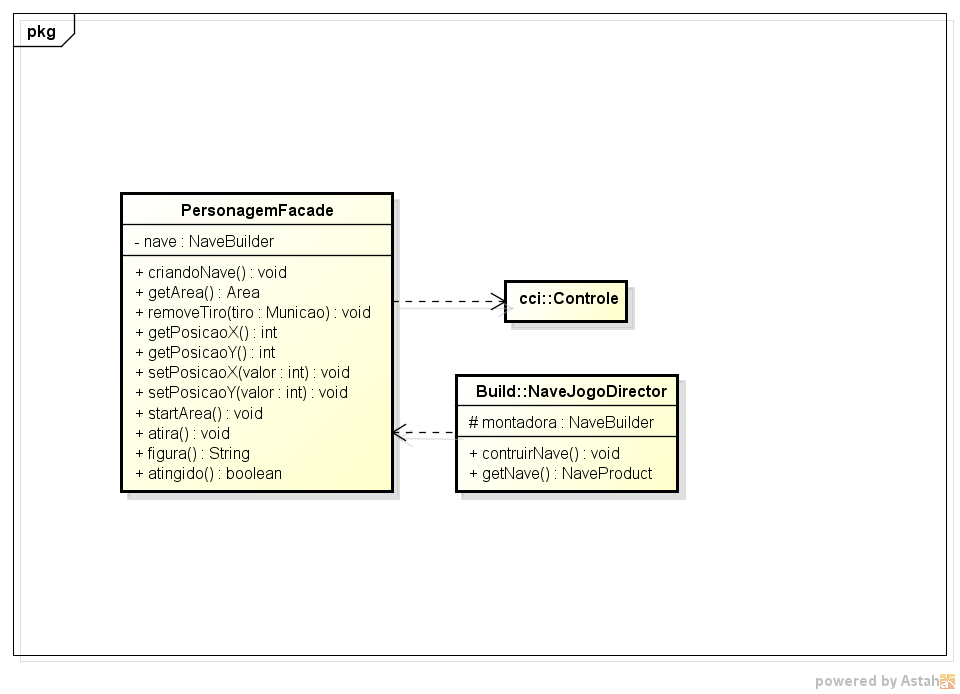 pkg
PersonagemFacade
- nave : NaveBuilder
+ criandoNave() : void
+ getArea() : Area
+ removeTiro(tiro : Municao) : void
+ getPosicaoX() : int
+ getPosicaoY() : int
+ setPosicaoX(valor : int) : void
+ setPosicaoY(valor : int) : void
+ startArea() : void
+ atira() : void
+ figura() : String
+ atingido() : boolean
cci::Controle
Build::NaveJogoDirector
# montadora : NaveBuilder
+ contruirNave() : void
+ getNave() : NaveProduct
powered by Astah